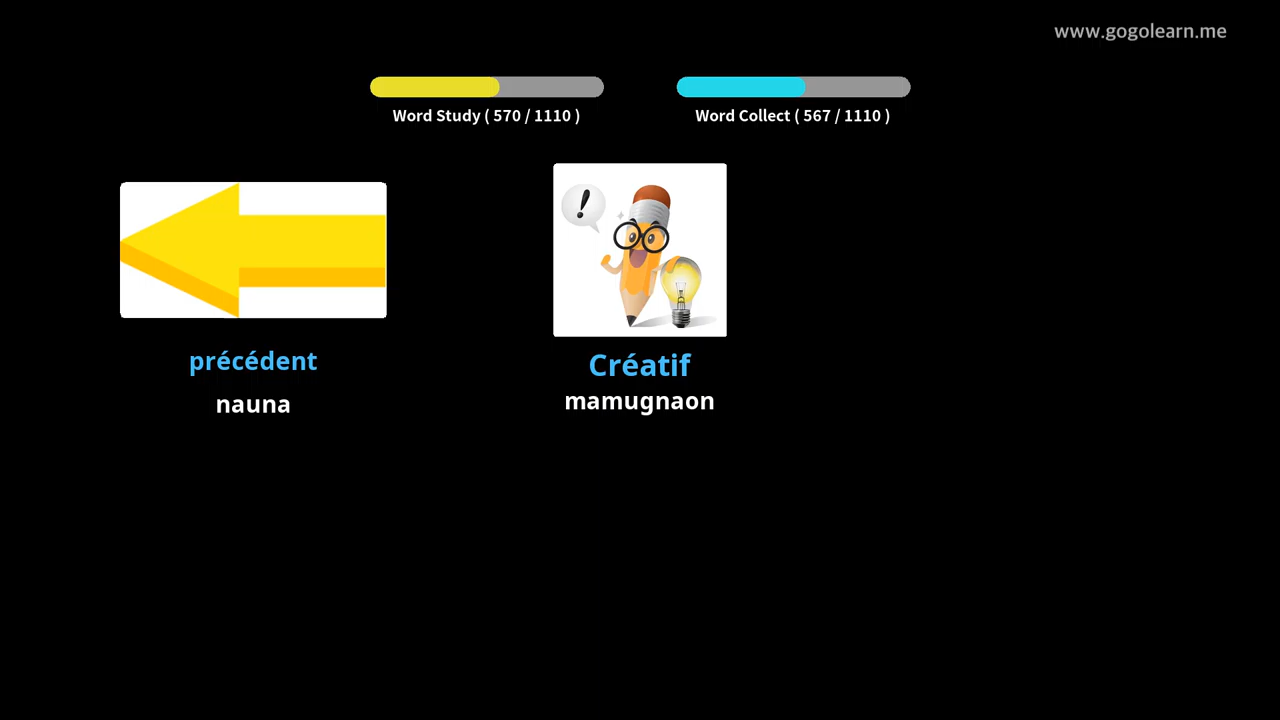 www.gogolearn.me
Word Study ( 570 / 1110 )
Word Collect ( 567 / 1110 )
!
précédent
nauna
Créatif
mamugnaon